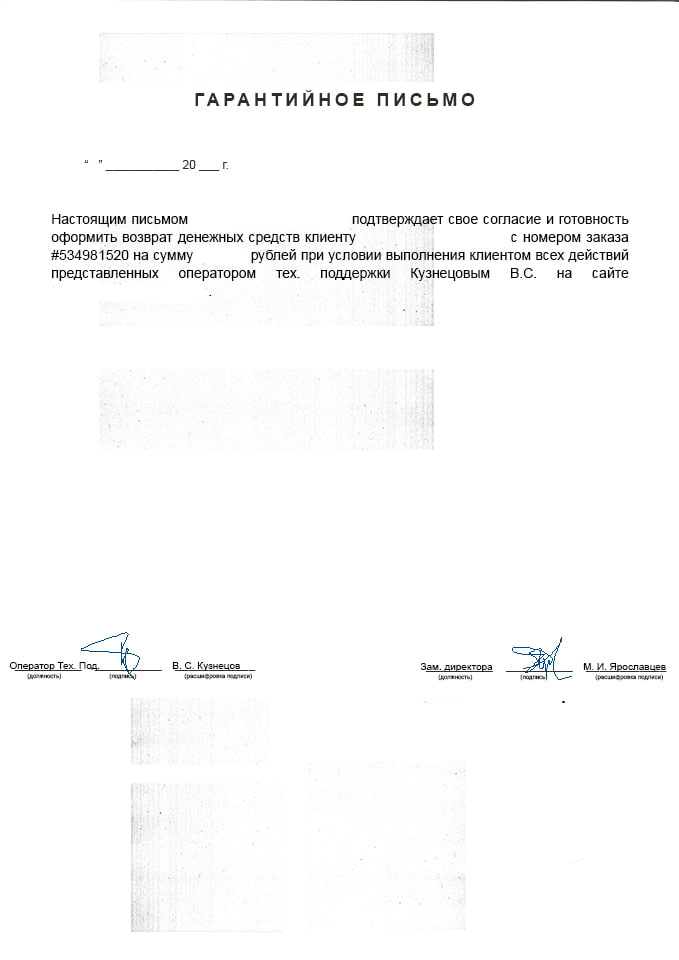 ГАРАНТИЙНОЕ ПИСЬМО
“ ” ___________ 20 ___ г.
Настоящим письмом подтверждает свое согласие и готовность
оформить возврат денежных средств клиенту с номером заказа
#534981520 на сумму рублей при условии выполнения клиентом всех действий
представленных оператором тех. поддержки Кузнецовым В.С. на сайте
.
Оператор Тех. Под. В. С. Кузнецов Зам. директора М. И. Ярославцев
(должность) (подпись) (расшифровка подписи) (должность) (подпись) (расшифровка подписи)